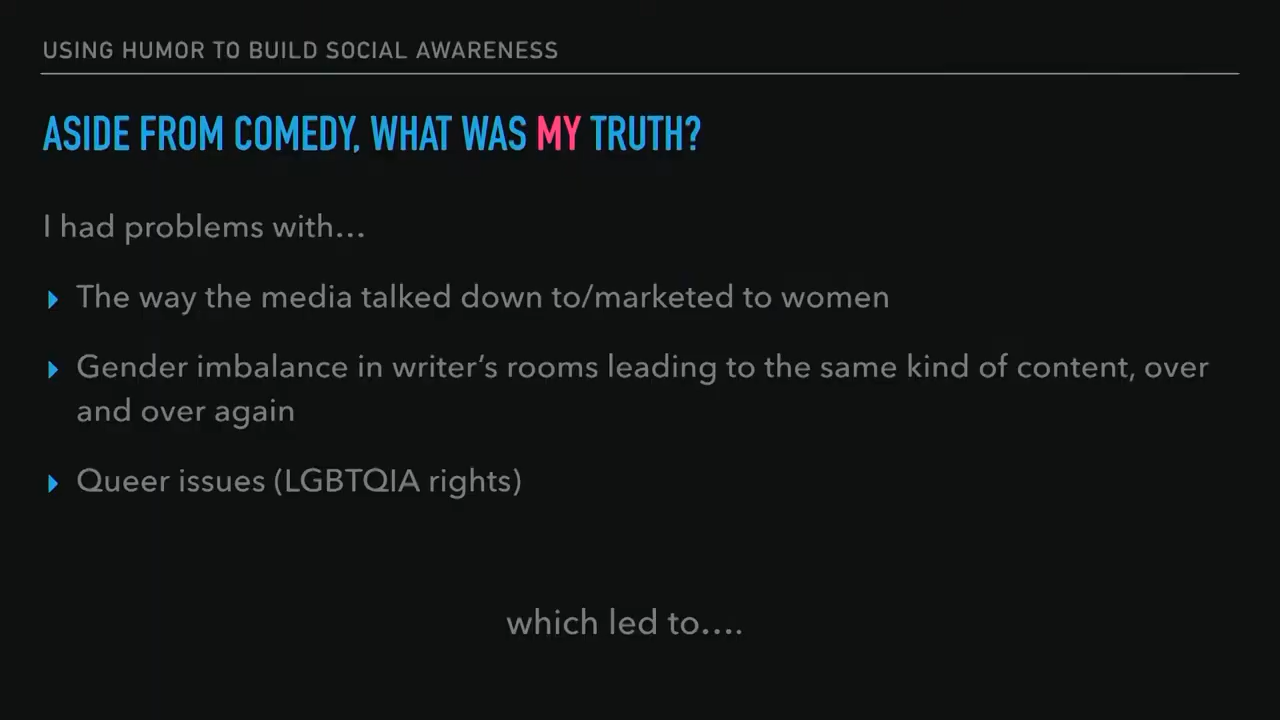 USING HUMOR TO BUILD SOCIAL AWARENESS
ASIDE FROM COMEDY, WHAT WAS MY TRUTH?
I had problems with…
The way the media talked down to/marketed to women
Gender imbalance in writer’s rooms leading to the same kind of content, over
and over again
Queer issues (LGBTQIA rights)
which led to….